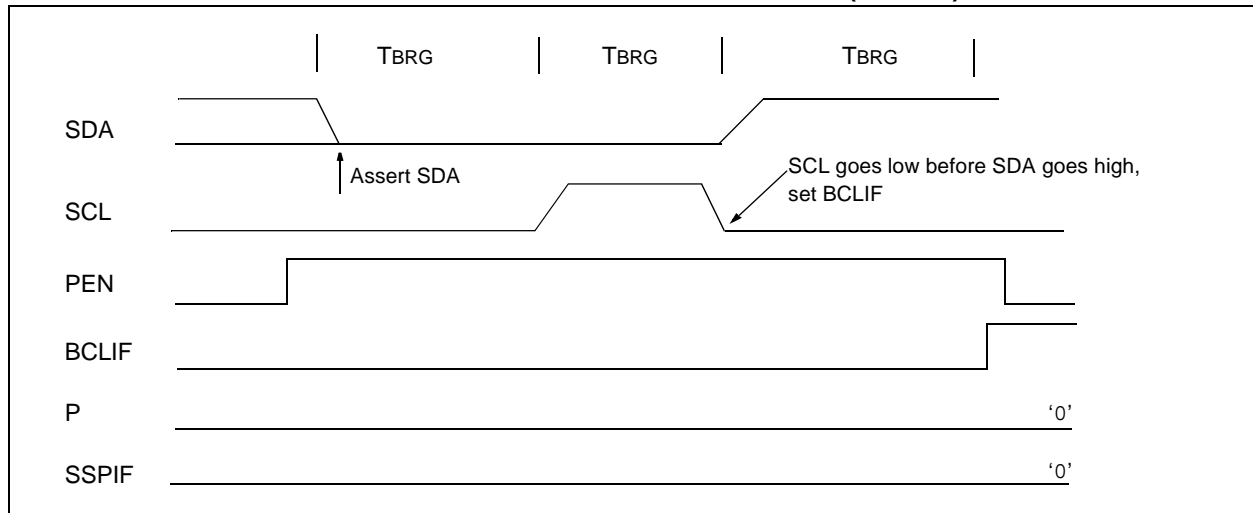 TBRG TBRG TBRG
SDA
Assert SDA
SCL goes low before SDA goes high,
set BCLIF
SCL
PEN
BCLIF
P
‘0’
SSPIF
‘0’